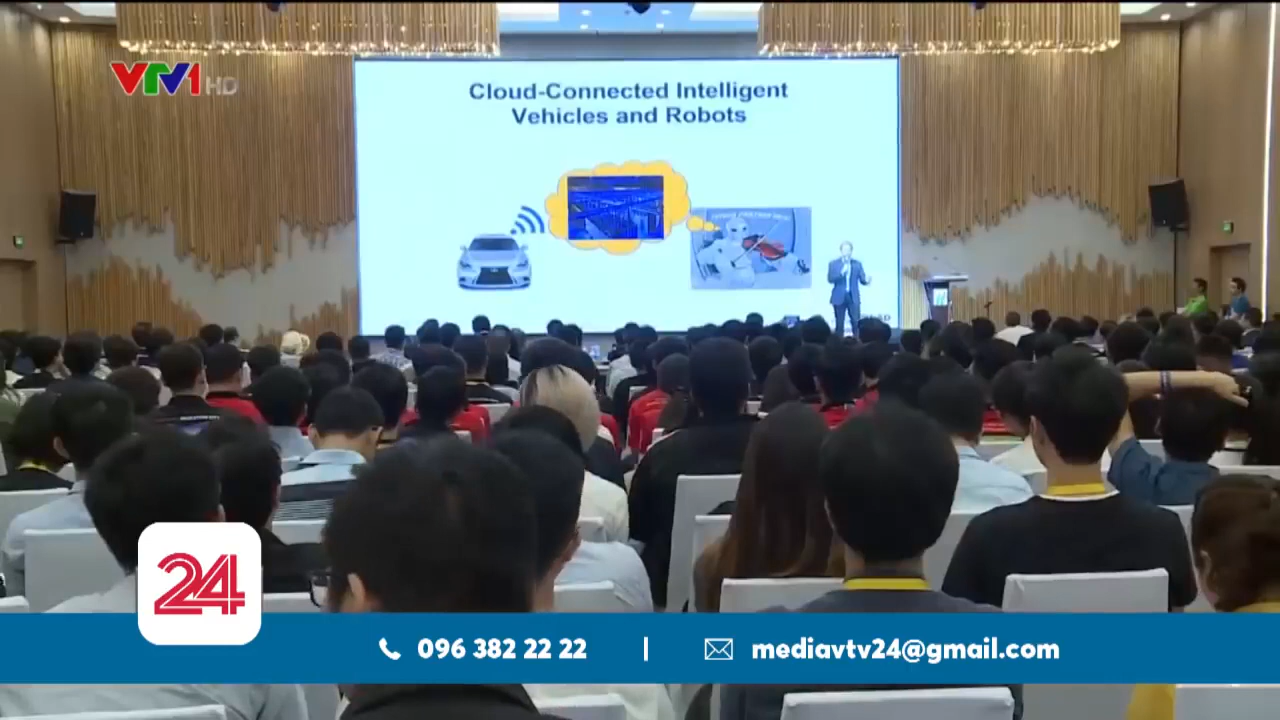 VTV1 HD
Cloud-Connected Intelligent
Vehicles and Robots
24
096 382 22 22 | mediavtv24@gmail.com